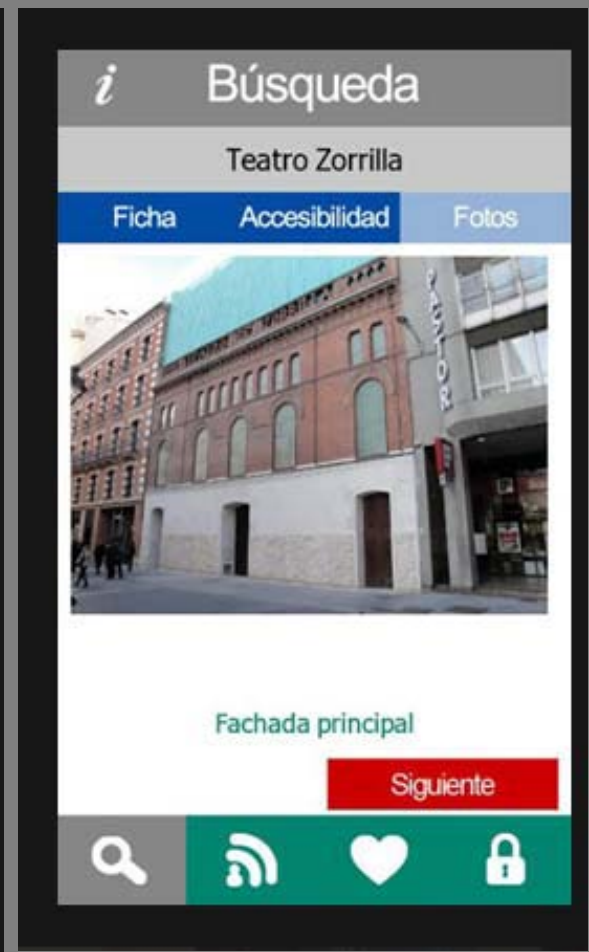 i Búsqueda
Teatro Zorrilla
Ficha Accesibilidad Fotos
PASTOR
Fachada principal
Siguiente